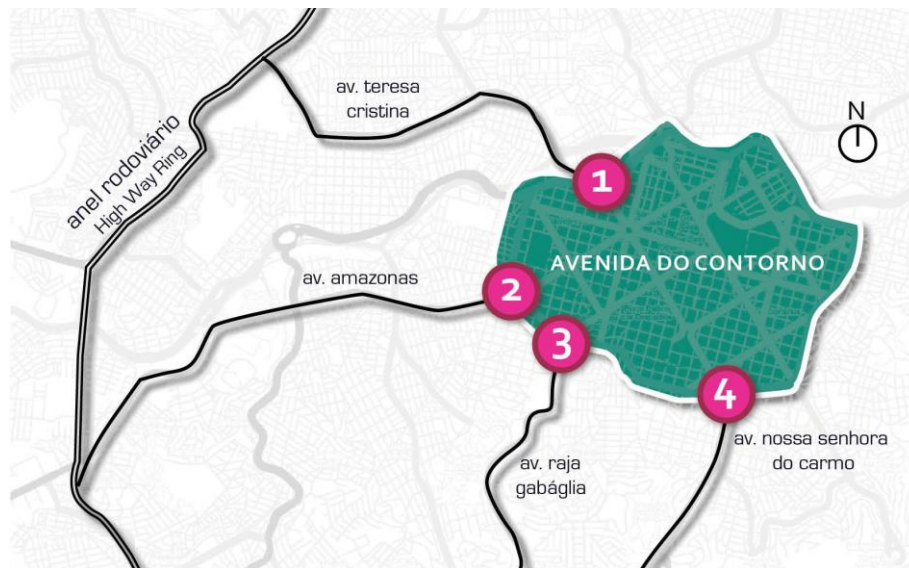 av. teresa
cristina
N
anel rodoviário
High Way Ring
1
AVENIDA DO CONTORNO
av. amazonas
2
3
4
av. raja
gabáglia
av. nossa senhora
do carmo